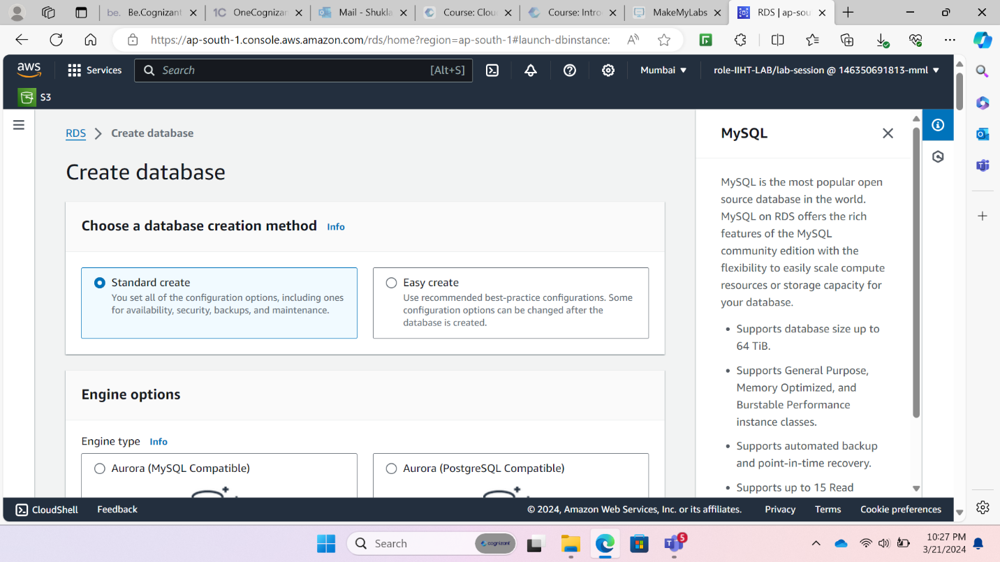 be. Be.Cognizant
1C OneCognizan
Mail - Shukla
Course: Clou
Course: Intro
MakeMyLabs
RDS | ap-sou
https://ap-south-1.console.aws.amazon.com/rds/home?region=ap-south-1#launch-dbinstance:
aws
Services
Search
[Alt+S]
Mumbai
role-IIHT-LAB/lab-session @ 146350691813-mml
S3
RDS
Create database
Create database
Choose a database creation method Info
Standard create
You set all of the configuration options, including ones
for availability, security, backups, and maintenance.
Easy create
Use recommended best-practice configurations. Some
configuration options can be changed after the
database is created.
Engine options
Engine type Info
Aurora (MySQL Compatible)
Aurora (PostgreSQL Compatible)
MySQL
MySQL is the most popular open
source database in the world.
MySQL on RDS offers the rich
features of the MySQL
community edition with the
flexibility to easily scale compute
resources or storage capacity for
your database.
• Supports database size up to
64 TiB.
• Supports General Purpose,
Memory Optimized, and
Burstable Performance
instance classes.
• Supports automated backup
and point-in-time recovery.
• Supports up to 15 Read
CloudShell
Feedback
© 2024, Amazon Web Services, Inc. or its affiliates.
Privacy
Terms
Cookie preferences
Search
cognizant
5
10:27 PM
3/21/2024